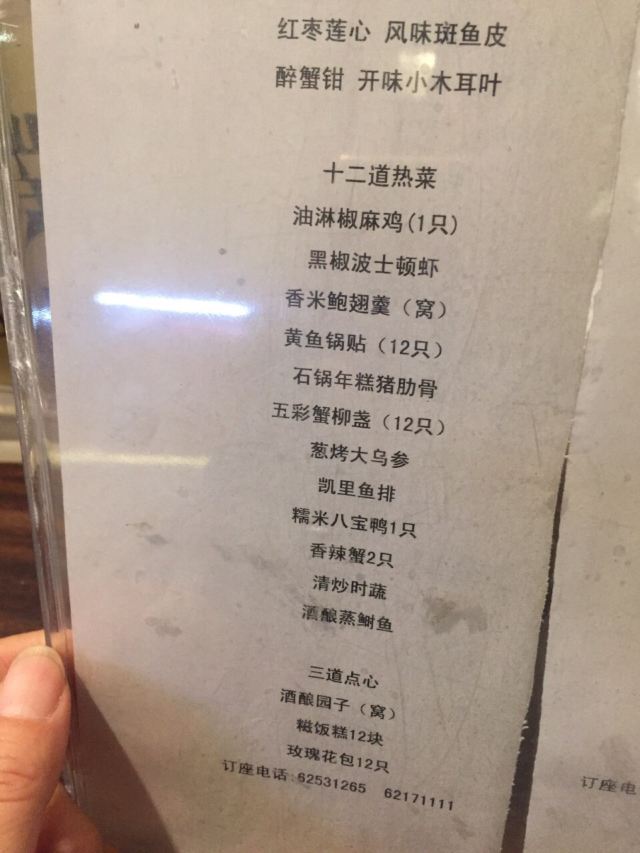 红枣莲心 风味斑鱼皮
醉蟹钳 开味小木耳叶
十二道热菜
油淋椒麻鸡(1只)
黑椒波士顿虾
香米鲍翅羹（窝）
黄鱼锅贴（12只）
石锅年糕猪肋骨
五彩蟹柳盏（12只）
葱烤大乌参
凯里鱼排
糯米八宝鸭1只
香辣蟹2只
清炒时蔬
酒酿蒸鲥鱼
三道点心
酒酿园子（窝）
糍饭糕12块
玫瑰花包12只
订座电话:62531265 62171111
订座电